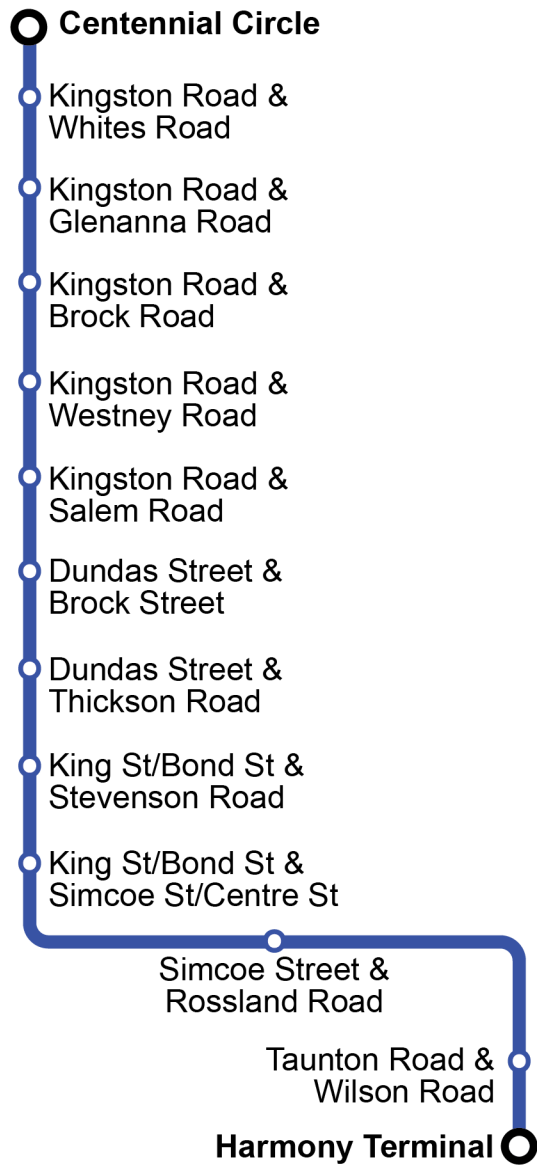 Centennial Circle
Kingston Road &
Whites Road
Kingston Road &
Glenanna Road
Kingston Road &
Brock Road
Kingston Road &
Westney Road
Kingston Road &
Salem Road
Dundas Street &
Brock Street
Dundas Street &
Thickson Road
King St/Bond St &
Stevenson Road
King St/Bond St &
Simcoe St/Centre St
Simcoe Street &
Rossland Road
Taunton Road &
Wilson Road
Harmony Terminal